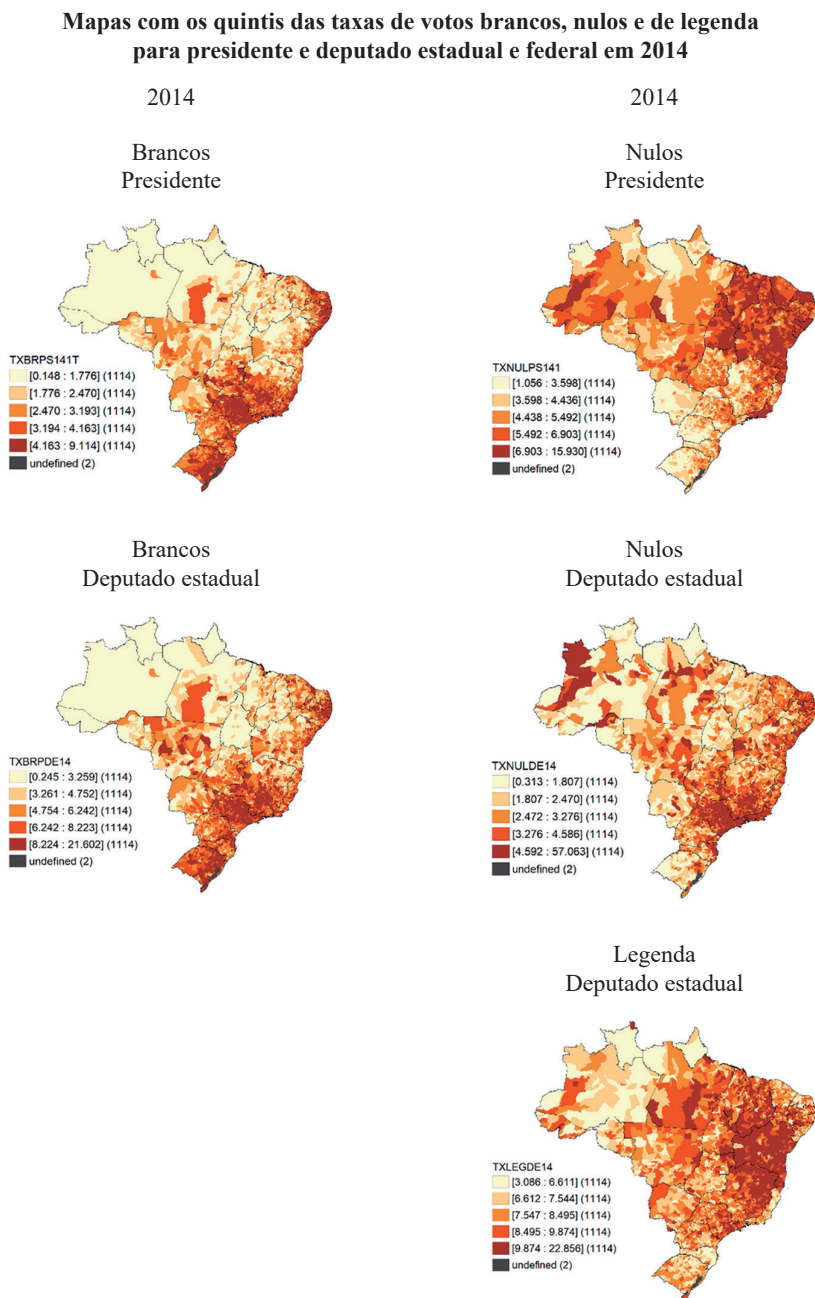 Mapas com os quintis das taxas de votos brancos, nulos e de legenda
para presidente e deputado estadual e federal em 2014
2014
2014
Brancos
Presidente
Nulos
Presidente
TXBRPS141T
[0.148 : 1.776] (1114)
[1.776 : 2.470] (1114)
[2.470 : 3.193] (1114)
[3.194 : 4.163] (1114)
[4.163 : 9.114] (1114)
undefined (2)
TXNULPS141
[1.056 : 3.598] (1114)
[3.598 : 4.436] (1114)
[4.438 : 5.492] (1114)
[5.492 : 6.903] (1114)
[6.903 : 15.930] (1114)
undefined (2)
Brancos
Deputado estadual
Nulos
Deputado estadual
TXBRPDE14
[0.245 : 3.259] (1114)
[3.261 : 4.752] (1114)
[4.754 : 6.242] (1114)
[6.242 : 8.223] (1114)
[8.224 : 21.602] (1114)
undefined (2)
TXNULDE14
[0.313 : 1.807] (1114)
[1.807 : 2.470] (1114)
[2.472 : 3.276] (1114)
[3.276 : 4.586] (1114)
[4.592 : 57.063] (1114)
undefined (2)
Legenda
Deputado estadual
TXLEGDE14
[3.086 : 6.611] (1114)
[6.612 : 7.544] (1114)
[7.547 : 8.495] (1114)
[8.495 : 9.874] (1114)
[9.874 : 22.856] (1114)
undefined (2)